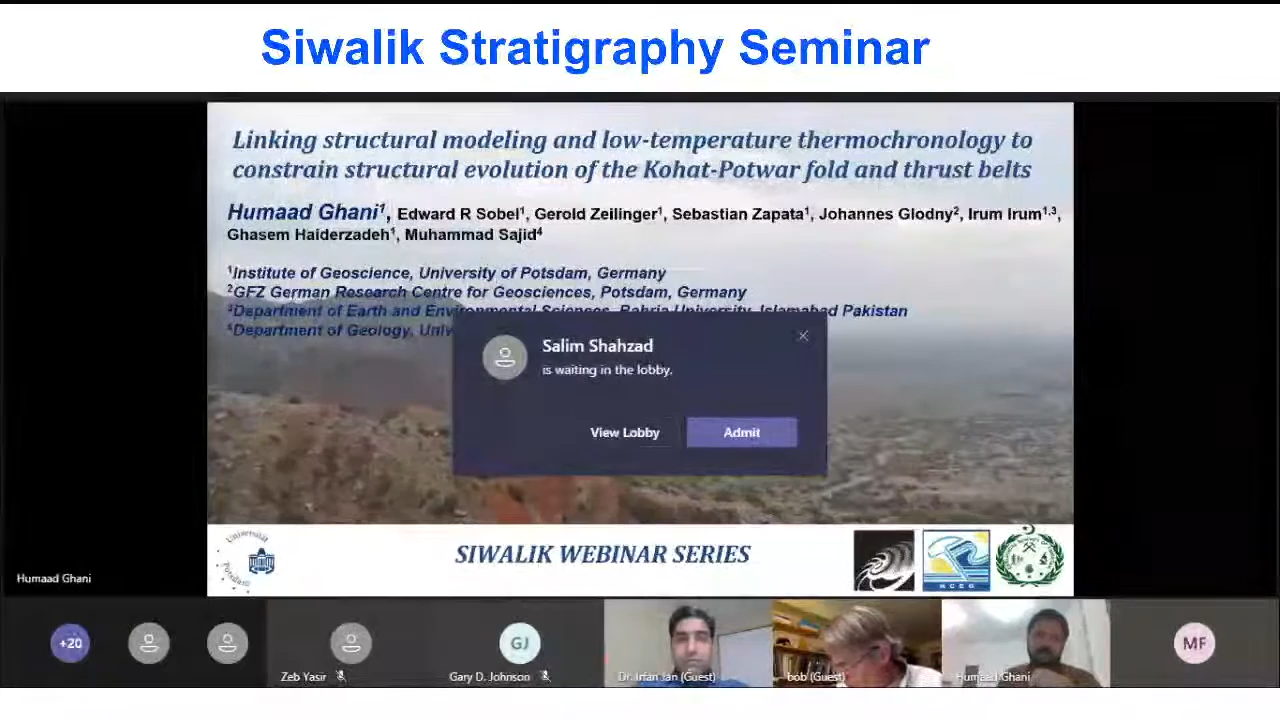 Siwalik Stratigraphy Seminar
Linking structural modeling and low-temperature thermochronology to
constrain structural evolution of the Kohat-Potwar fold and thrust belts
Humaad Ghani¹, Edward R Sobel¹, Gerold Zeilinger¹, Sebastian Zapata¹, Johannes Glodny², Irum Irum¹,³,
Ghasem Haiderzadeh¹, Muhammad Sajid⁴
¹Institute of Geoscience, University of Potsdam, Germany
²GFZ German Research Centre for Geosciences, Potsdam, Germany
³Department of Earth and Environmental Sciences, Bahria University, Islamabad Pakistan
⁴Department of Geology, Univ
Salim Shahzad
is waiting in the lobby.
View Lobby
Admit
Universität
Potsdam
SIWALIK WEBINAR SERIES
NCEG
Humaad Ghani
+20
Zeb Yasir
GJ
Gary D. Johnson
Dr. Irfan Jan (Guest)
bob (Guest)
Humaad Ghani
MF